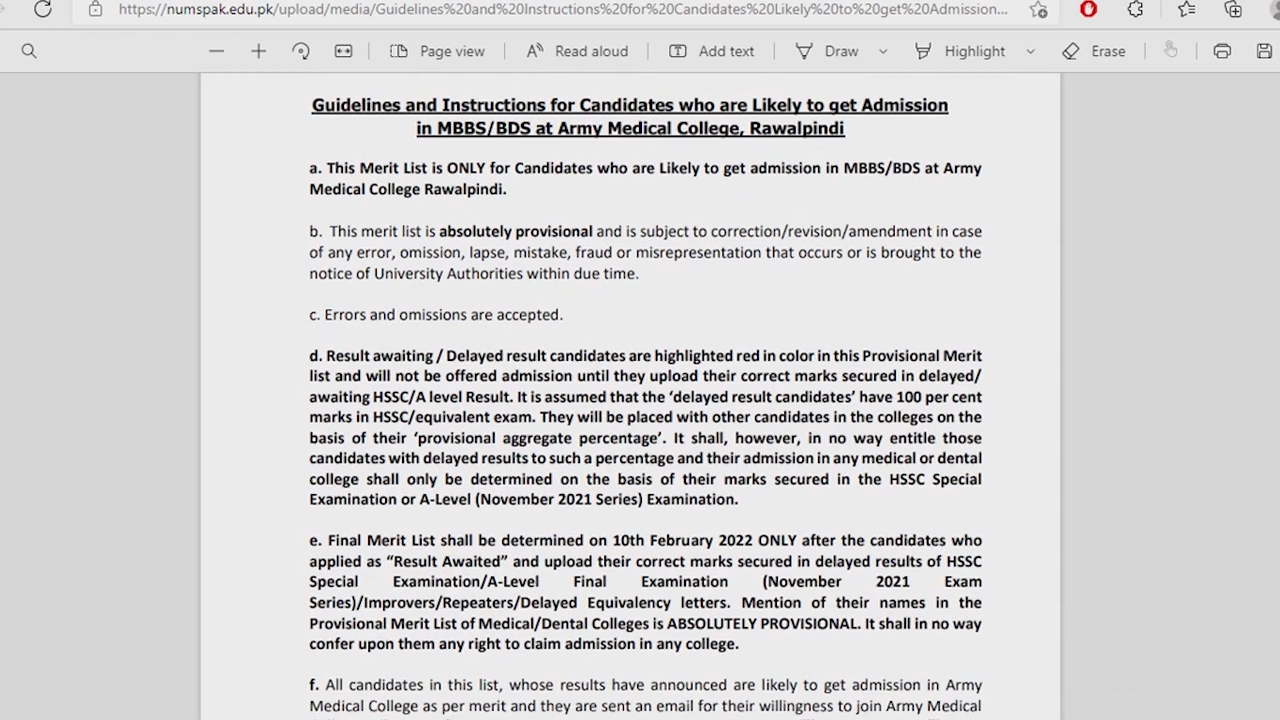 https://numspak.edu.pk/upload/media/Guidelines%20and%20Instructions%20for%20Candidates%20Likely%20to%20get%20Admission...
Page view
Read aloud
Add text
Draw
Highlight
Erase
Guidelines and Instructions for Candidates who are Likely to get Admission
in MBBS/BDS at Army Medical College, Rawalpindi
a. This Merit List is ONLY for Candidates who are Likely to get admission in MBBS/BDS at Army
Medical College Rawalpindi.
b. This merit list is absolutely provisional and is subject to correction/revision/amendment in case
of any error, omission, lapse, mistake, fraud or misrepresentation that occurs or is brought to the
notice of University Authorities within due time.
c. Errors and omissions are accepted.
d. Result awaiting / Delayed result candidates are highlighted red in color in this Provisional Merit
list and will not be offered admission until they upload their correct marks secured in delayed/
awaiting HSSC/A level Result. It is assumed that the ‘delayed result candidates’ have 100 per cent
marks in HSSC/equivalent exam. They will be placed with other candidates in the colleges on the
basis of their ‘provisional aggregate percentage’. It shall, however, in no way entitle those
candidates with delayed results to such a percentage and their admission in any medical or dental
college shall only be determined on the basis of their marks secured in the HSSC Special
Examination or A-Level (November 2021 Series) Examination.
e. Final Merit List shall be determined on 10th February 2022 ONLY after the candidates who
applied as “Result Awaited” and upload their correct marks secured in delayed results of HSSC
Special Examination/A-Level Final Examination (November 2021 Exam
Series)/Improvers/Repeaters/Delayed Equivalency letters. Mention of their names in the
Provisional Merit List of Medical/Dental Colleges is ABSOLUTELY PROVISIONAL. It shall in no way
confer upon them any right to claim admission in any college.
f. All candidates in this list, whose results have announced are likely to get admission in Army
Medical College as per merit and they are sent an email for their willingness to join Army Medical